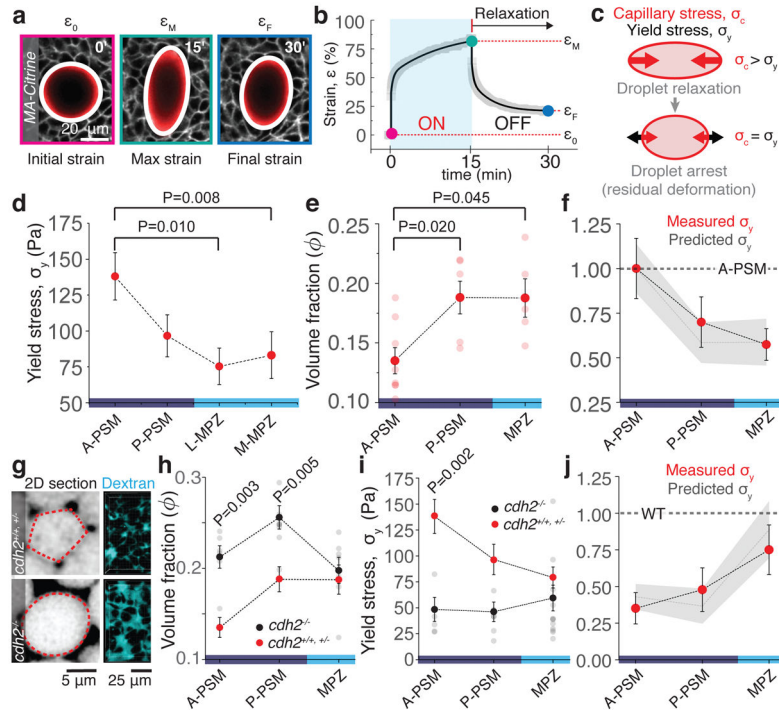 a
ε0
εM
εF
MA-Citrine
0'
15'
30'
20 μm
Initial strain
Max strain
Final strain
b
Relaxation
Strain, ε (%)
100
75
50
25
0
εM
εF
ε0
ON
OFF
0
15
30
time (min)
c
Capillary stress, σc
Yield stress, σy
σc > σy
Droplet relaxation
σc = σy
Droplet arrest
(residual deformation)
d
P=0.008
P=0.010
Yield stress, σy (Pa)
175
150
125
100
75
50
A-PSM
P-PSM
L-MPZ
M-MPZ
e
P=0.045
P=0.020
Volume fraction (ϕ)
0.25
0.20
0.15
0.10
A-PSM
P-PSM
MPZ
f
Measured σy
Predicted σy
A-PSM
1.25
1.00
0.75
0.50
0.25
A-PSM
P-PSM
MPZ
g
2D section
Dextran
cdh2+/+, +/-
cdh2-/-
5 μm
25 μm
h
P=0.003
P=0.005
Volume fraction (ϕ)
0.3
0.2
0.1
cdh2-/-
cdh2+/+, +/-
A-PSM
P-PSM
MPZ
i
P=0.002
Yield stress, σy (Pa)
175
150
125
100
75
50
25
0
cdh2-/-
cdh2+/+, +/-
A-PSM
P-PSM
MPZ
j
Measured σy
Predicted σy
WT
1.25
1.00
0.75
0.50
0.25
0.00
A-PSM
P-PSM
MPZ